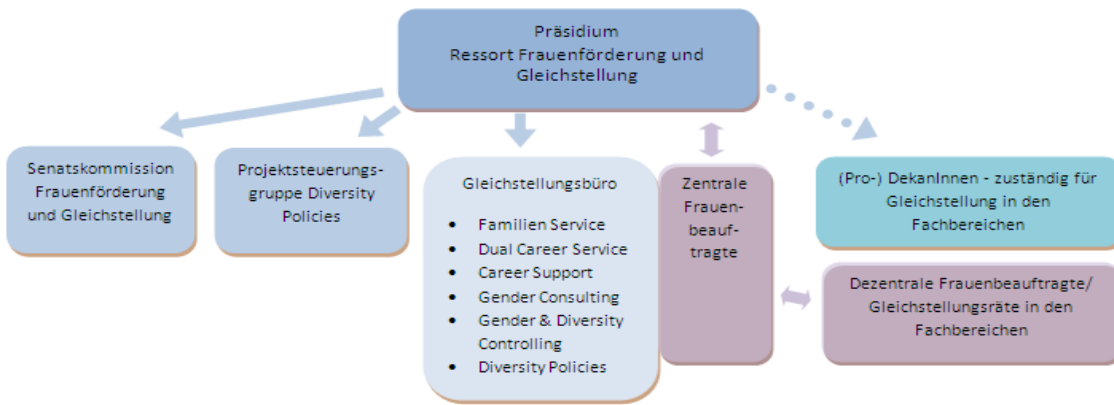 Präsidium
Ressort Frauenförderung und
Gleichstellung
Senatskommission
Frauenförderung
und Gleichstellung
Projektsteuerungs-
gruppe Diversity
Policies
Gleichstellungsbüro
• Familien Service
• Dual Career Service
• Career Support
• Gender Consulting
• Gender & Diversity
Controlling
• Diversity Policies
Zentrale
Frauen-
beauf-
tragte
(Pro-) DekanInnen - zuständig für
Gleichstellung in den
Fachbereichen
Dezentrale Frauenbeauftragte/
Gleichstellungsräte in den
Fachbereichen